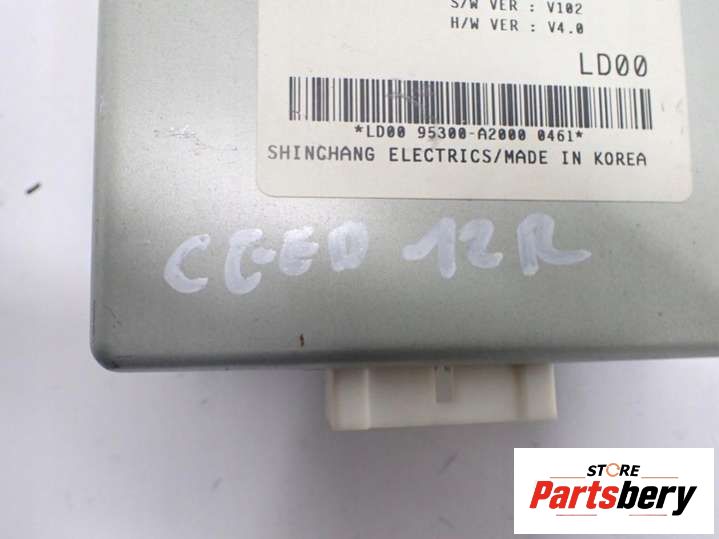 S/W VER : V102
H/W VER : V4.0
LD00
*LD00 95300-A2000 0461*
SHINCHANG ELECTRICS/MADE IN KOREA
CEED 12R
STORE
Partsbery